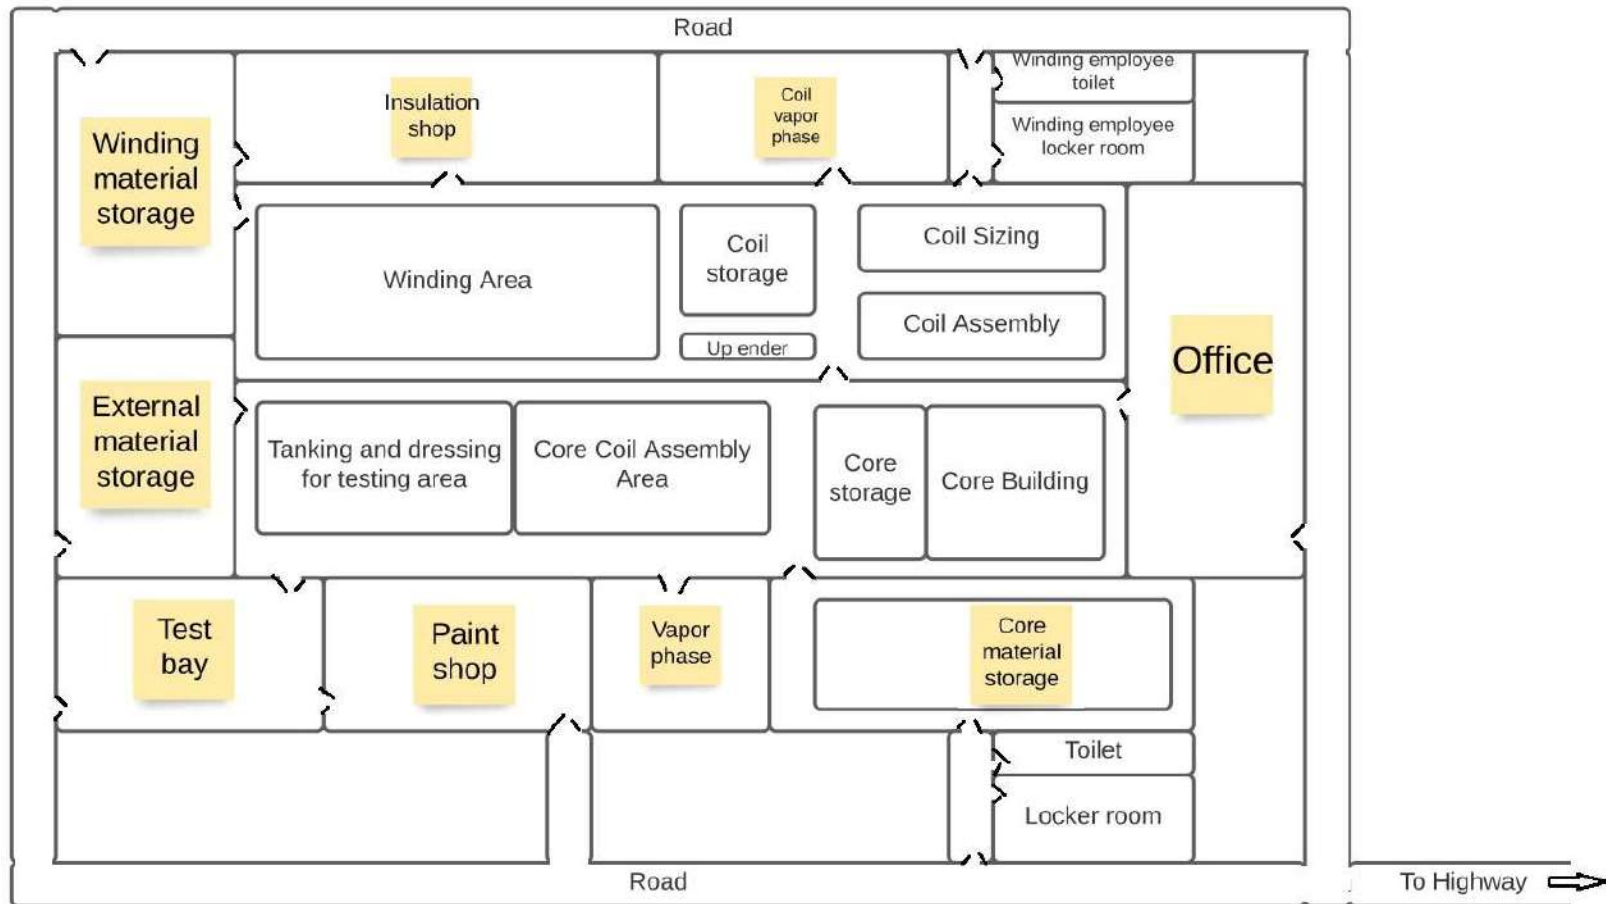 Road
Winding employee
toilet
Winding employee
locker room
Insulation
shop
Coil
vapor
phase
Winding
material
storage
Winding Area
Coil
storage
Up ender
Coil Sizing
Coil Assembly
Office
External
material
storage
Tanking and dressing
for testing area
Core Coil Assembly
Area
Core
storage
Core Building
Test
bay
Paint
shop
Vapor
phase
Core
material
storage
Toilet
Locker room
Road
To Highway